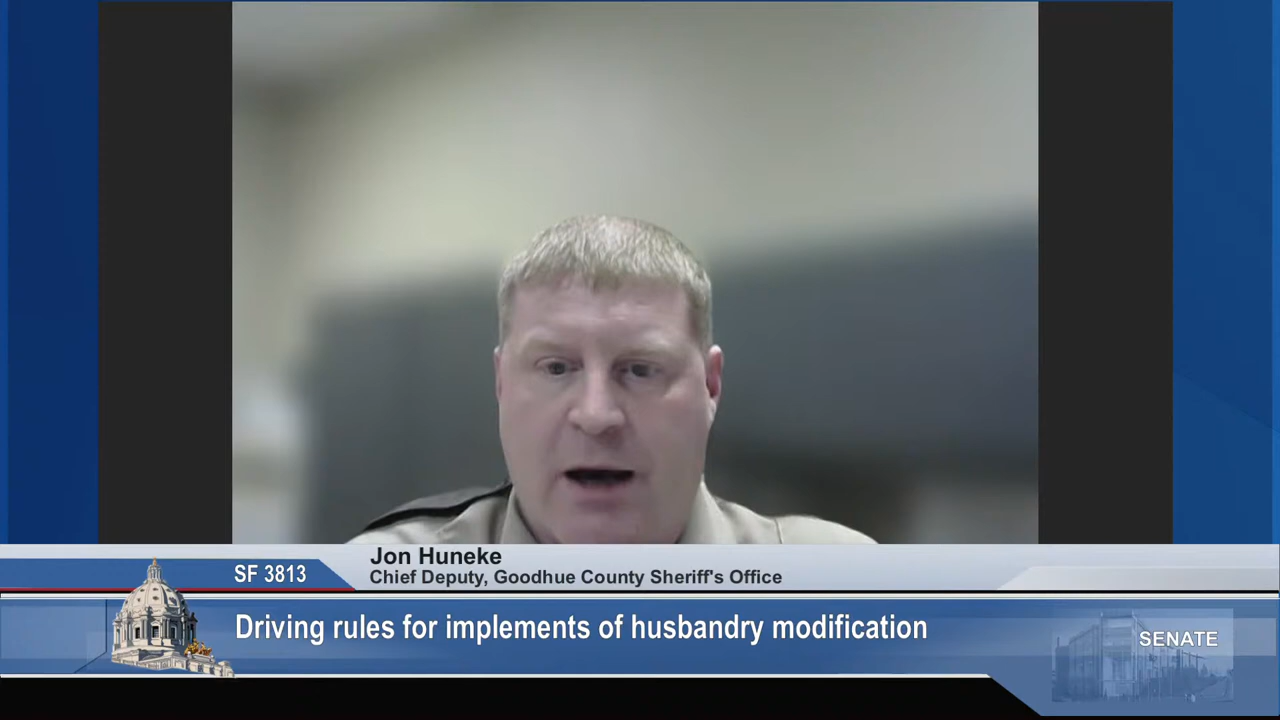 Jon Huneke
SF 3813
Chief Deputy, Goodhue County Sheriff's Office
Driving rules for implements of husbandry modification
SENATE